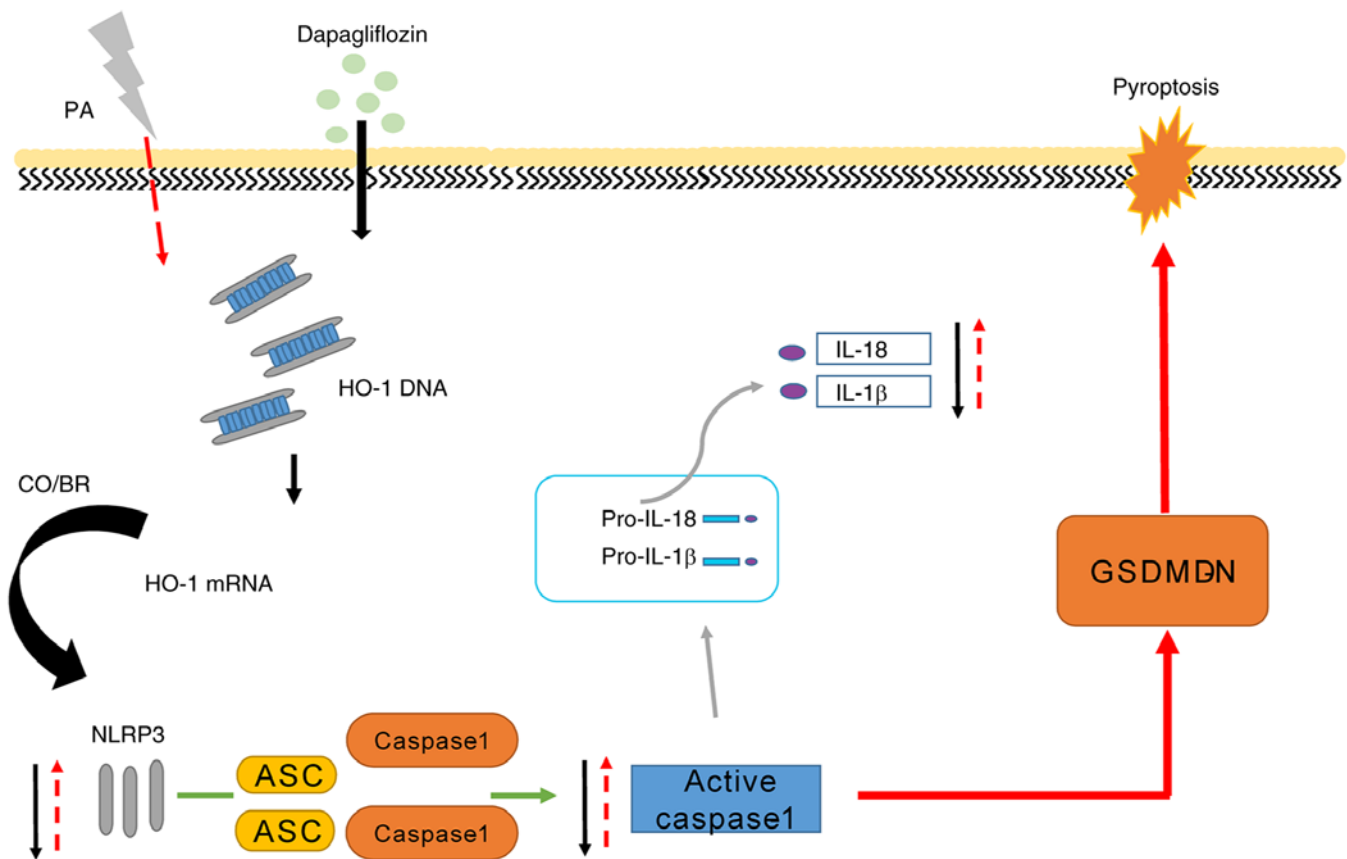 Dapagliflozin
PA
Pyroptosis
HO-1 DNA
IL-18
IL-1β
CO/BR
Pro-IL-18
Pro-IL-1β
HO-1 mRNA
GSDMD-N
NLRP3
ASC
ASC
Caspase1
Caspase1
Active
caspase1